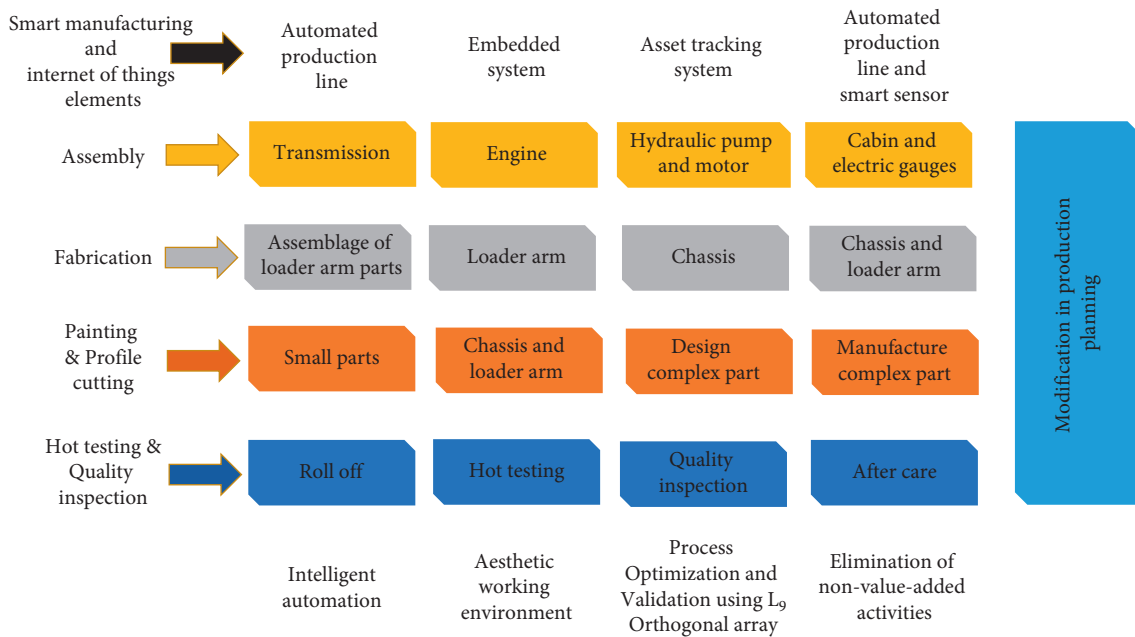 Smart manufacturing
and
internet of things
elements
Automated
production
line
Embedded
system
Asset tracking
system
Automated
production
line and
smart sensor
Assembly
Transmission
Engine
Hydraulic pump
and motor
Cabin and
electric gauges
Fabrication
Assemblage of
loader arm parts
Loader arm
Chassis
Chassis and
loader arm
Painting
& Profile
cutting
Small parts
Chassis and
loader arm
Design
complex part
Manufacture
complex part
Hot testing &
Quality
inspection
Roll off
Hot testing
Quality
inspection
After care
Modification in production
planning
Intelligent
automation
Aesthetic
working
environment
Process
Optimization and
Validation using L₉
Orthogonal array
Elimination of
non-value-added
activities